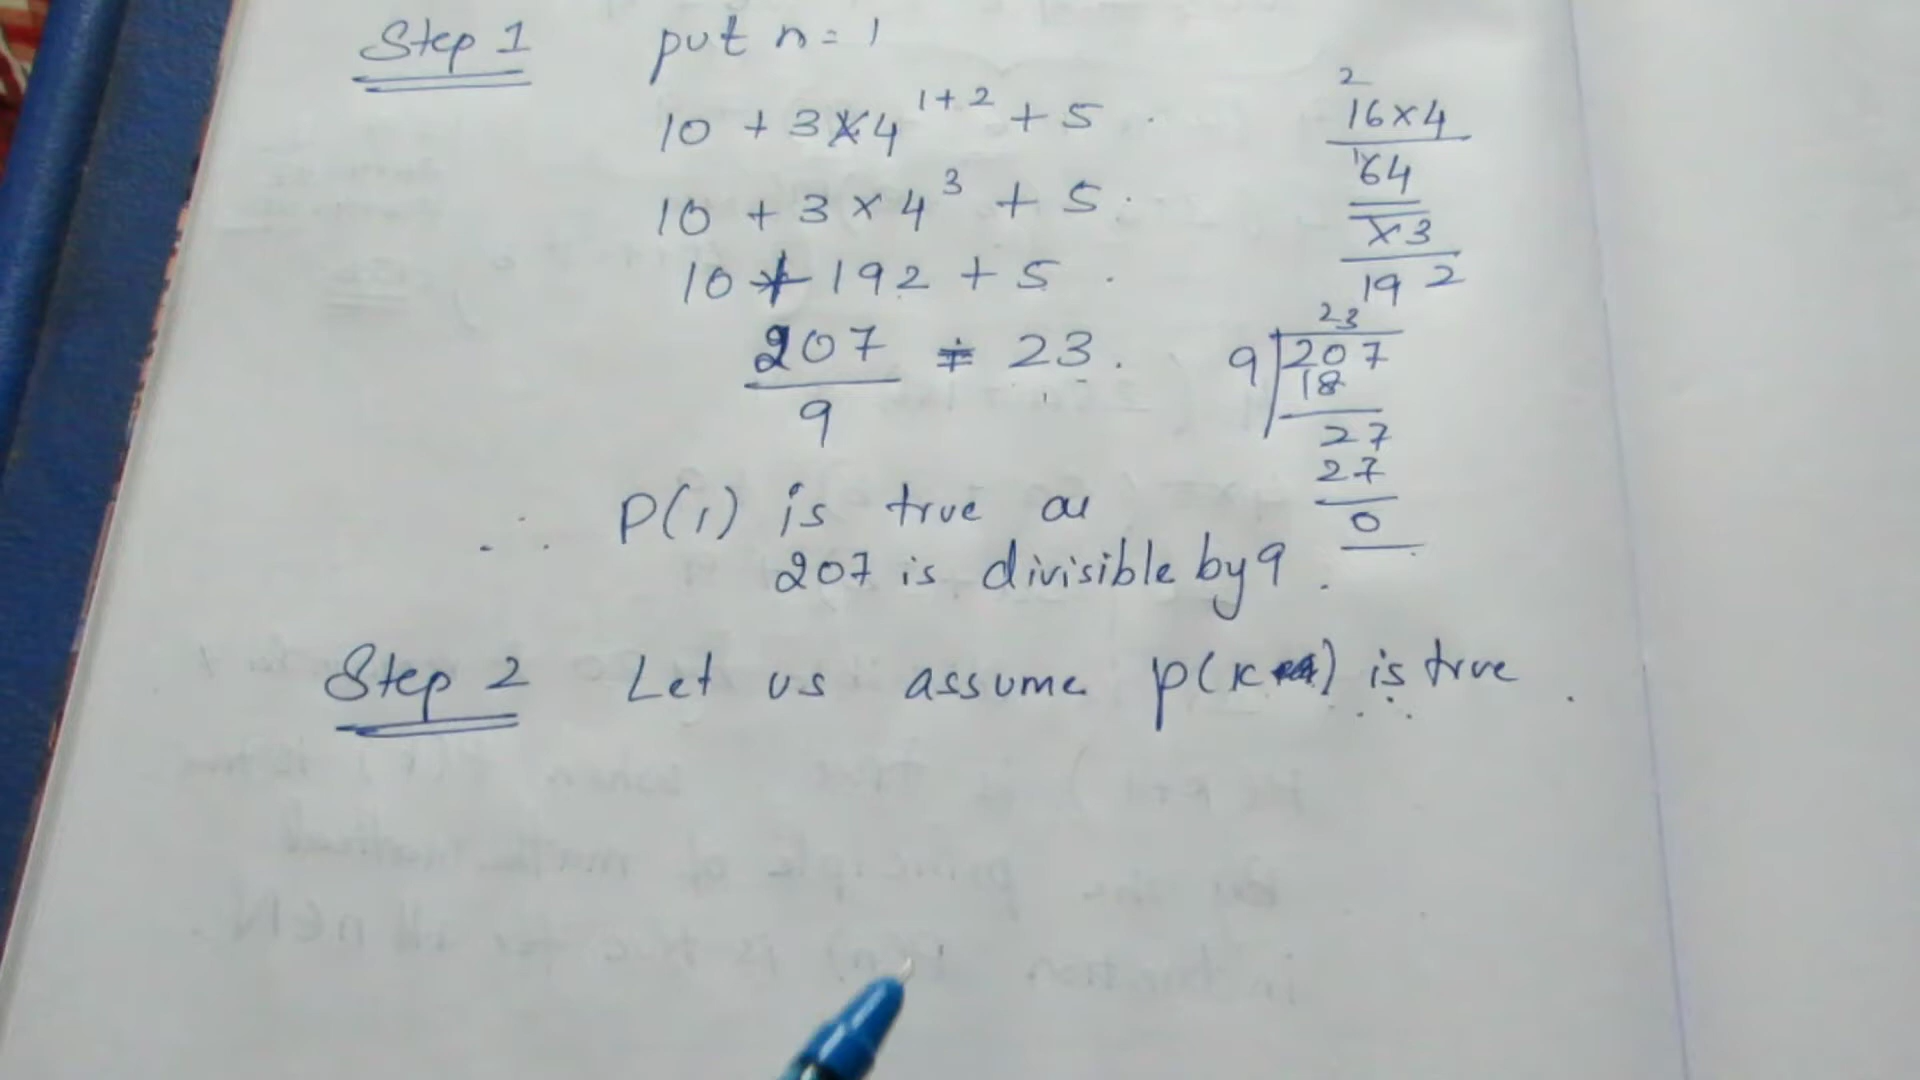 Step 1 put n = 1
10 + 3 × 4^{1+2} + 5
10 + 3 × 4^3 + 5
10 + 192 + 5
207/9 = 23.
∴ P(1) is true as
207 is divisible by 9.
Step 2 Let us assume p(k) is true.
2
16×4
64
×3
192
23
9 207
18
27
27
0